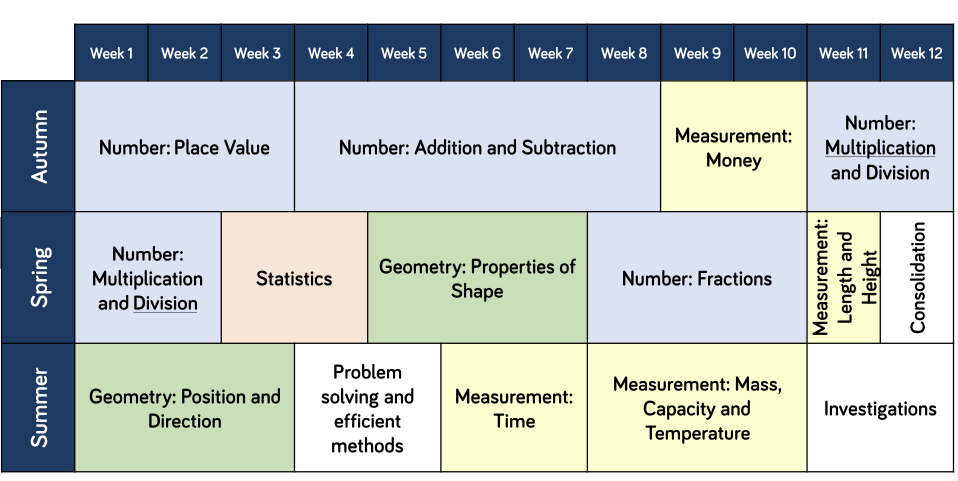 Week 1 Week 2 Week 3 Week 4 Week 5 Week 6 Week 7 Week 8 Week 9 Week 10 Week 11 Week 12
Autumn
Number: Place Value
Number: Addition and Subtraction
Measurement:
Money
Number:
Multiplication
and Division
Spring
Number:
Multiplication
and Division
Statistics
Geometry: Properties of
Shape
Number: Fractions
Measurement:
Length and
Height
Consolidation
Summer
Geometry: Position and
Direction
Problem
solving and
efficient
methods
Measurement:
Time
Measurement: Mass,
Capacity and
Temperature
Investigations